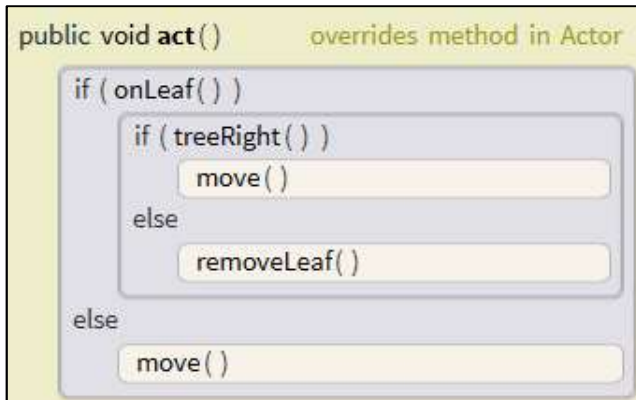 public void act() overrides method in Actor
if ( onLeaf() )
if ( treeRight() )
move()
else
removeLeaf()
else
move()